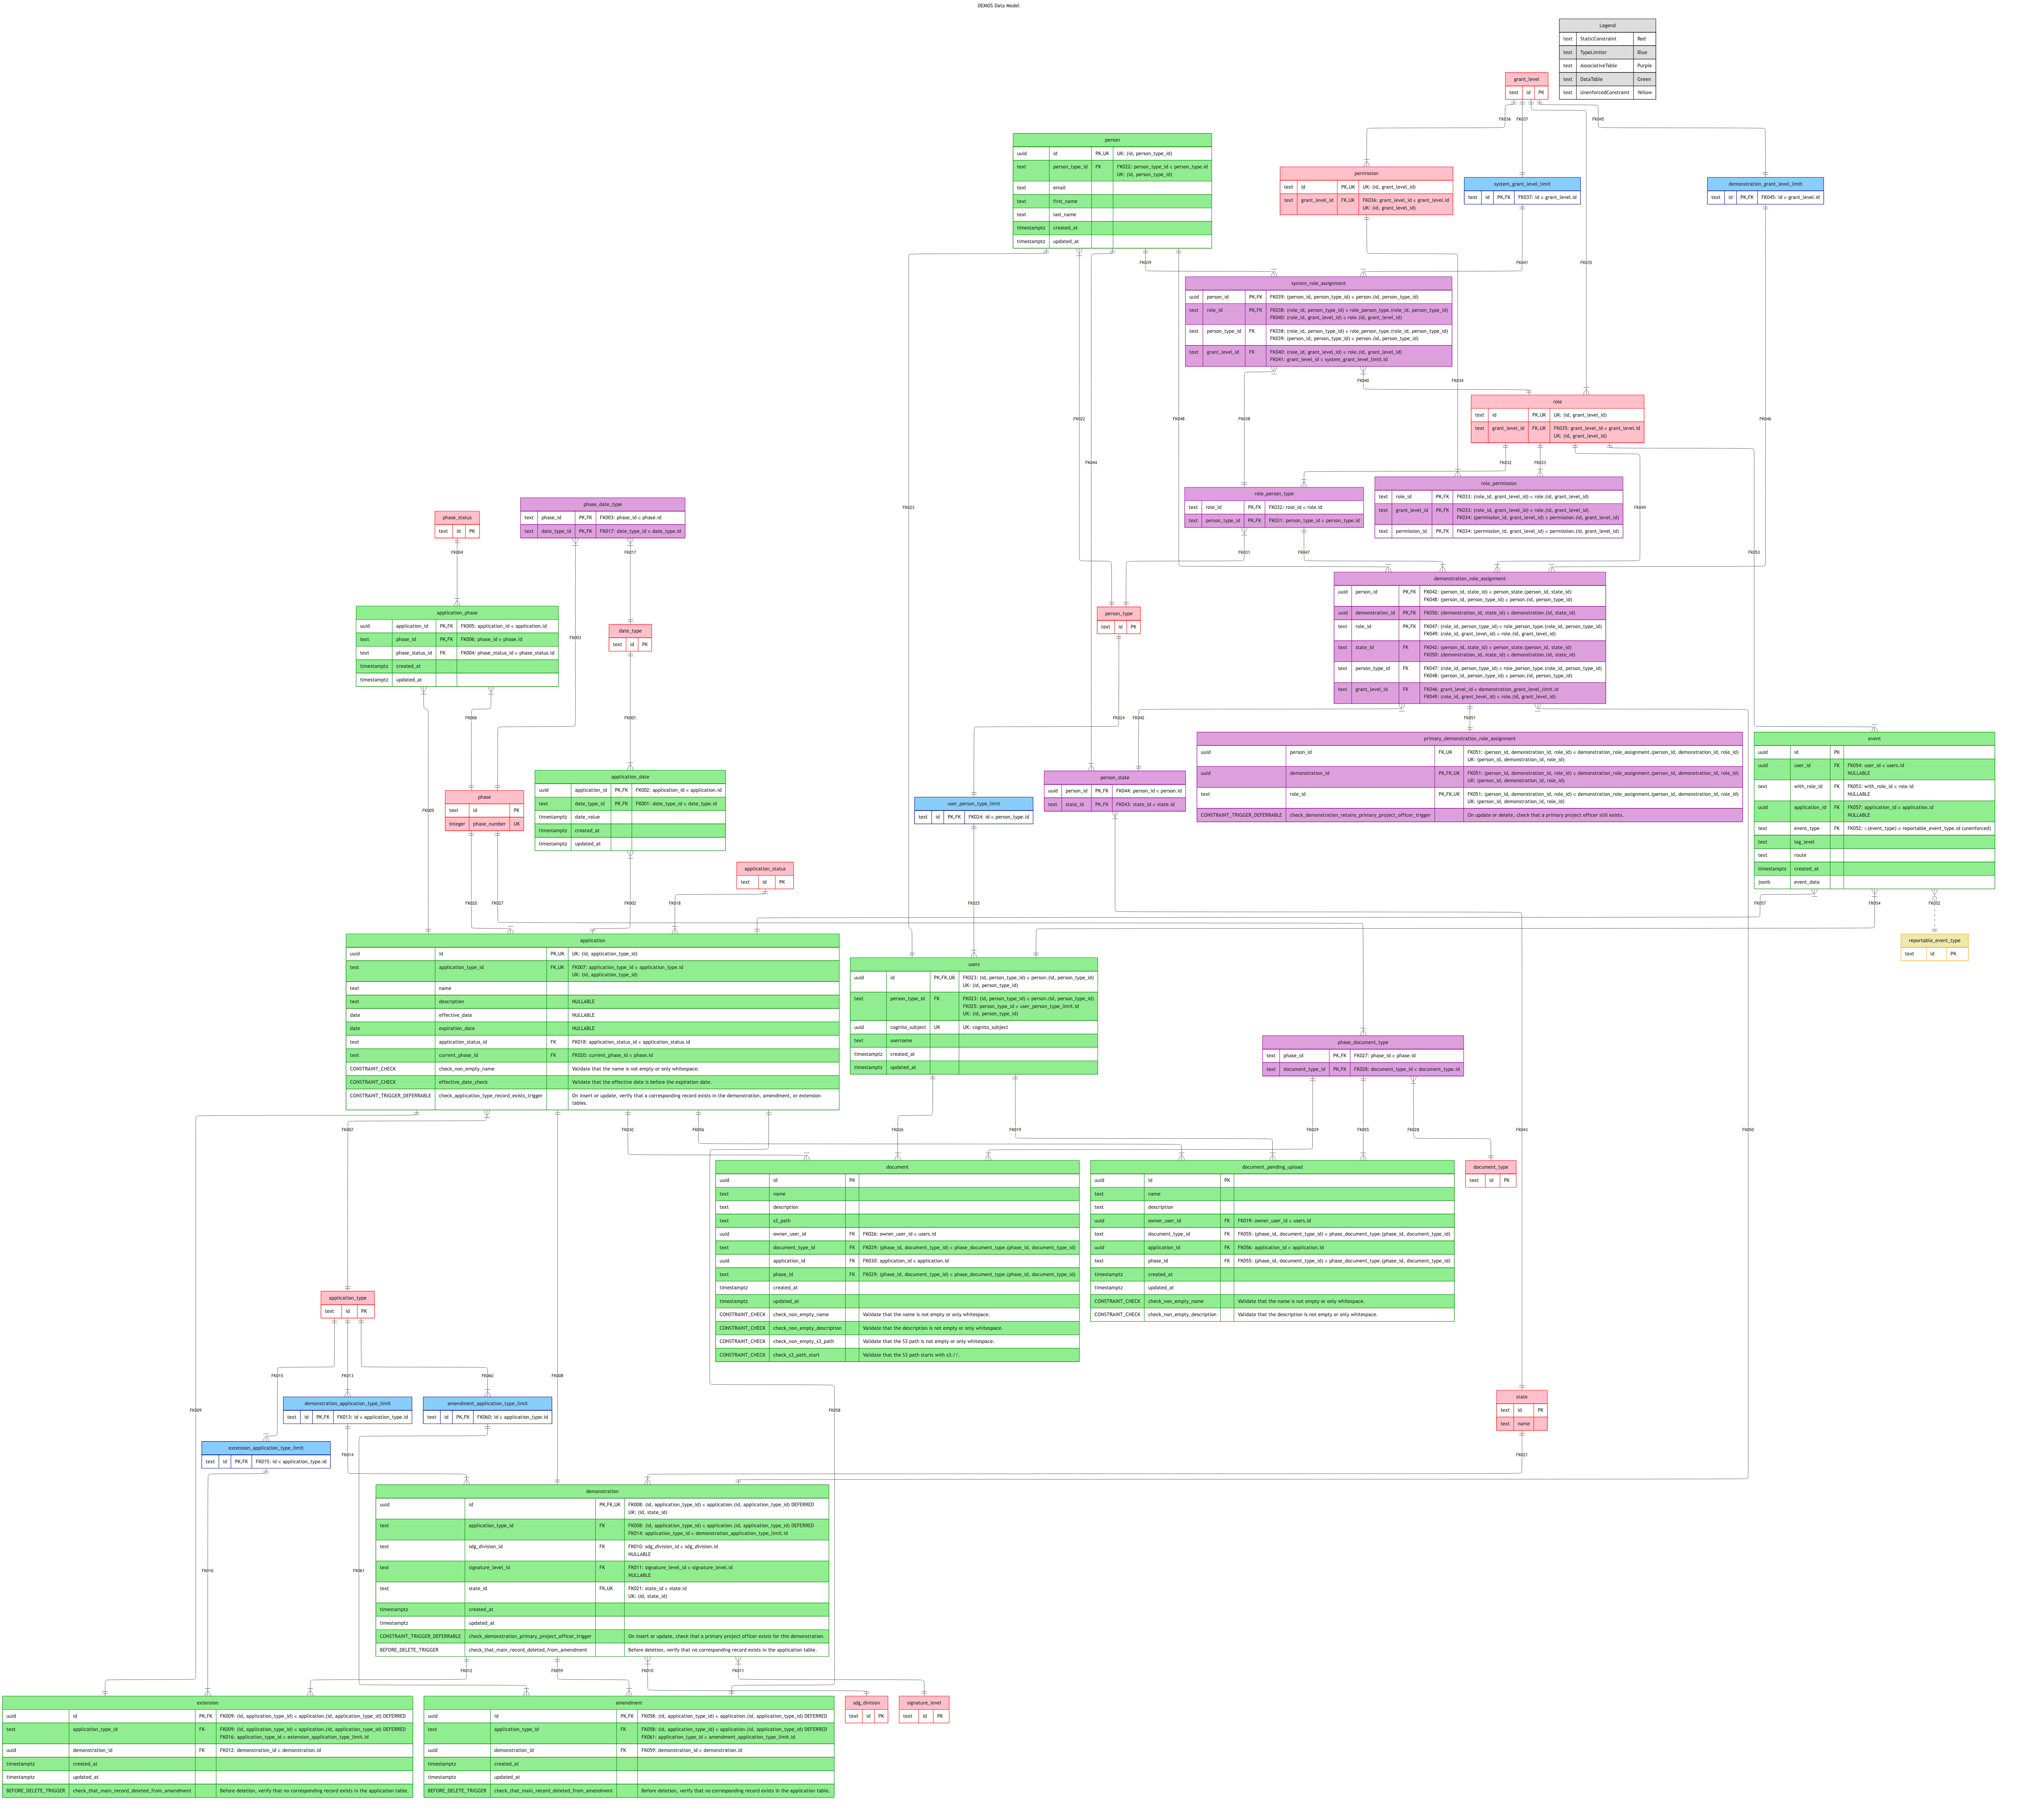 DEMOS Data Model
Legend
text StaticConstraint Red
text TypeLimiter Blue
text AssociativeTable Purple
text DataTable Green
text UnenforcedConstraint Yellow
grant_level
text id PK
FK036
FK037
FK045
person
uuid id PK,UK UK: (id, person_type_id)
text person_type_id FK FK022: person_type_id ⊂ person_type.id
UK: (id, person_type_id)
text email
text first_name
text last_name
timestamptz created_at
timestamptz updated_at
permission
text id PK,UK UK: (id, grant_level_id)
text grant_level_id FK,UK FK036: grant_level_id ⊂ grant_level.id
UK: (id, grant_level_id)
system_grant_level_limit
text id PK,FK FK037: id ⊂ grant_level.id
demonstration_grant_level_limit
text id PK,FK FK045: id ⊂ grant_level.id
FK039
FK041
FK035
system_role_assignment
uuid person_id PK,FK FK039: (person_id, person_type_id) ⊂ person.(id, person_type_id)
text role_id PK,FK FK038: (role_id, person_type_id) ⊂ role_person_type.(role_id, person_type_id)
FK040: (role_id, grant_level_id) ⊂ role.(id, grant_level_id)
text person_type_id FK FK038: (role_id, person_type_id) ⊂ role_person_type.(role_id, person_type_id)
FK039: (person_id, person_type_id) ⊂ person.(id, person_type_id)
text grant_level_id FK FK040: (role_id, grant_level_id) ⊂ role.(id, grant_level_id)
FK041: grant_level_id ⊂ system_grant_level_limit.id
FK040
FK034
role
text id PK,UK UK: (id, grant_level_id)
text grant_level_id FK,UK FK035: grant_level_id ⊂ grant_level.id
UK: (id, grant_level_id)
FK022
FK048
FK038
FK046
FK044
FK032
FK033
role_person_type
text role_id PK,FK FK032: role_id ⊂ role.id
text person_type_id PK,FK FK031: person_type_id ⊂ person_type.id
role_permission
text role_id PK,FK FK033: (role_id, grant_level_id) ⊂ role.(id, grant_level_id)
text grant_level_id PK,FK FK033: (role_id, grant_level_id) ⊂ role.(id, grant_level_id)
FK034: (permission_id, grant_level_id) ⊂ permission.(id, grant_level_id)
text permission_id PK,FK FK034: (permission_id, grant_level_id) ⊂ permission.(id, grant_level_id)
FK023
FK049
phase_status
text id PK
phase_date_type
text phase_id PK,FK FK003: phase_id ⊂ phase.id
text date_type_id PK,FK FK017: date_type_id ⊂ date_type.id
FK004
FK017
FK031
FK047
FK053
application_phase
uuid application_id PK,FK FK005: application_id ⊂ application.id
text phase_id PK,FK FK006: phase_id ⊂ phase.id
text phase_status_id FK FK004: phase_status_id ⊂ phase_status.id
timestamptz created_at
timestamptz updated_at
FK003
date_type
text id PK
person_type
text id PK
demonstration_role_assignment
uuid person_id PK,FK FK042: (person_id, state_id) ⊂ person_state.(person_id, state_id)
FK048: (person_id, person_type_id) ⊂ person.(id, person_type_id)
uuid demonstration_id PK,FK FK050: (demonstration_id, state_id) ⊂ demonstration.(id, state_id)
text role_id PK,FK FK047: (role_id, person_type_id) ⊂ role_person_type.(role_id, person_type_id)
FK049: (role_id, grant_level_id) ⊂ role.(id, grant_level_id)
text state_id FK FK042: (person_id, state_id) ⊂ person_state.(person_id, state_id)
FK050: (demonstration_id, state_id) ⊂ demonstration.(id, state_id)
text person_type_id FK FK047: (role_id, person_type_id) ⊂ role_person_type.(role_id, person_type_id)
FK048: (person_id, person_type_id) ⊂ person.(id, person_type_id)
text grant_level_id FK FK046: grant_level_id ⊂ demonstration_grant_level_limit.id
FK049: (role_id, grant_level_id) ⊂ role.(id, grant_level_id)
FK006
FK001
FK024
FK042
FK051
primary_demonstration_role_assignment
uuid person_id FK,UK FK051: (person_id, demonstration_id, role_id) ⊂ demonstration_role_assignment.(person_id, demonstration_id, role_id)
UK: (person_id, demonstration_id, role_id)
uuid demonstration_id PK,FK,UK FK051: (person_id, demonstration_id, role_id) ⊂ demonstration_role_assignment.(person_id, demonstration_id, role_id)
UK: (person_id, demonstration_id, role_id)
text role_id PK,FK,UK FK051: (person_id, demonstration_id, role_id) ⊂ demonstration_role_assignment.(person_id, demonstration_id, role_id)
UK: (person_id, demonstration_id, role_id)
CONSTRAINT_TRIGGER_DEFERRABLE check_demonstration_retains_primary_project_officer_trigger On update or delete, check that a primary project officer still exists.
event
uuid id PK
uuid user_id FK FK054: user_id ⊂ users.id
NULLABLE
text with_role_id FK FK053: with_role_id ⊂ role.id
NULLABLE
uuid application_id FK FK057: application_id ⊂ application.id
NULLABLE
text event_type FK FK052: ⊂(event_type) ⊂ reportable_event_type.id (unenforced)
text log_level
text route
timestamptz created_at
jsonb event_data
FK005
phase
text id PK
integer phase_number UK
application_date
uuid application_id PK,FK FK002: application_id ⊂ application.id
text date_type_id PK,FK FK001: date_type_id ⊂ date_type.id
timestamptz date_value
timestamptz created_at
timestamptz updated_at
user_person_type_limit
text id PK,FK FK024: id ⊂ person_type.id
person_state
uuid person_id PK,FK FK044: person_id ⊂ person.id
text state_id PK,FK FK043: state_id ⊂ state.id
application_status
text id PK
FK020
FK027
FK002
FK018
FK025
FK057
FK054
FK052
reportable_event_type
text id PK
application
uuid id PK,UK UK: (id, application_type_id)
text application_type_id FK,UK FK007: application_type_id ⊂ application_type.id
UK: (id, application_type_id)
text name
text description NULLABLE
date effective_date NULLABLE
date expiration_date NULLABLE
text application_status_id FK FK018: application_status_id ⊂ application_status.id
text current_phase_id FK FK020: current_phase_id ⊂ phase.id
CONSTRAINT_CHECK check_non_empty_name Validate that the name is not empty or only whitespace.
CONSTRAINT_CHECK effective_date_check Validate that the effective date is before the expiration date.
CONSTRAINT_TRIGGER_DEFERRABLE check_application_type_record_exists_trigger On insert or update, verify that a corresponding record exists in the demonstration, amendment, or extension
tables.
users
uuid id PK,FK,UK FK023: (id, person_type_id) ⊂ person.(id, person_type_id)
UK: (id, person_type_id)
text person_type_id FK FK023: (id, person_type_id) ⊂ person.(id, person_type_id)
FK025: person_type_id ⊂ user_person_type_limit.id
UK: (id, person_type_id)
uuid cognito_subject UK UK: cognito_subject
text username
timestamptz created_at
timestamptz updated_at
phase_document_type
text phase_id PK,FK FK027: phase_id ⊂ phase.id
text document_type_id PK,FK FK028: document_type_id ⊂ document_type.id
FK007
FK030
FK056
FK026
FK019
FK029
FK055
FK028
FK043
FK050
document
uuid id PK
text name
text description
text s3_path
uuid owner_user_id FK FK026: owner_user_id ⊂ users.id
text document_type_id FK FK029: (phase_id, document_type_id) ⊂ phase_document_type.(phase_id, document_type_id)
uuid application_id FK FK030: application_id ⊂ application.id
text phase_id FK FK029: (phase_id, document_type_id) ⊂ phase_document_type.(phase_id, document_type_id)
timestamptz created_at
timestamptz updated_at
CONSTRAINT_CHECK check_non_empty_name Validate that the name is not empty or only whitespace.
CONSTRAINT_CHECK check_non_empty_description Validate that the description is not empty or only whitespace.
CONSTRAINT_CHECK check_non_empty_s3_path Validate that the S3 path is not empty or only whitespace.
CONSTRAINT_CHECK check_s3_path_start Validate that the S3 path starts with s3://.
document_pending_upload
uuid id PK
text name
text description
uuid owner_user_id FK FK019: owner_user_id ⊂ users.id
text document_type_id FK FK055: (phase_id, document_type_id) ⊂ phase_document_type.(phase_id, document_type_id)
uuid application_id FK FK056: application_id ⊂ application.id
text phase_id FK FK055: (phase_id, document_type_id) ⊂ phase_document_type.(phase_id, document_type_id)
timestamptz created_at
timestamptz updated_at
CONSTRAINT_CHECK check_non_empty_name Validate that the name is not empty or only whitespace.
CONSTRAINT_CHECK check_non_empty_description Validate that the description is not empty or only whitespace.
document_type
text id PK
application_type
text id PK
FK015
FK013
FK060
FK008
FK009
FK058
demonstration_application_type_limit
text id PK,FK FK013: id ⊂ application_type.id
amendment_application_type_limit
text id PK,FK FK060: id ⊂ application_type.id
state
text id PK
text name
extension_application_type_limit
text id PK,FK FK015: id ⊂ application_type.id
FK014
FK021
FK016
FK061
demonstration
uuid id PK,FK,UK FK008: (id, application_type_id) ⊂ application.(id, application_type_id) DEFERRED
UK: (id, state_id)
text application_type_id FK FK008: (id, application_type_id) ⊂ application.(id, application_type_id) DEFERRED
FK014: application_type_id ⊂ demonstration_application_type_limit.id
text sdg_division_id FK FK010: sdg_division_id ⊂ sdg_division.id
NULLABLE
text signature_level_id FK FK011: signature_level_id ⊂ signature_level.id
NULLABLE
text state_id FK,UK FK021: state_id ⊂ state.id
UK: (id, state_id)
timestamptz created_at
timestamptz updated_at
CONSTRAINT_TRIGGER_DEFERRABLE check_demonstration_primary_project_officer_trigger On insert or update, check that a primary project officer exists for this demonstration.
BEFORE_DELETE_TRIGGER check_that_main_record_deleted_from_amendment Before deletion, verify that no corresponding record exists in the application table.
FK012
FK059
FK010
FK011
extension
uuid id PK,FK FK009: (id, application_type_id) ⊂ application.(id, application_type_id) DEFERRED
text application_type_id FK FK009: (id, application_type_id) ⊂ application.(id, application_type_id) DEFERRED
FK016: application_type_id ⊂ extension_application_type_limit.id
uuid demonstration_id FK FK012: demonstration_id ⊂ demonstration.id
timestamptz created_at
timestamptz updated_at
BEFORE_DELETE_TRIGGER check_that_main_record_deleted_from_amendment Before deletion, verify that no corresponding record exists in the application table.
amendment
uuid id PK,FK FK058: (id, application_type_id) ⊂ application.(id, application_type_id) DEFERRED
text application_type_id FK FK058: (id, application_type_id) ⊂ application.(id, application_type_id) DEFERRED
FK061: application_type_id ⊂ amendment_application_type_limit.id
uuid demonstration_id FK FK059: demonstration_id ⊂ demonstration.id
timestamptz created_at
timestamptz updated_at
BEFORE_DELETE_TRIGGER check_that_main_record_deleted_from_amendment Before deletion, verify that no corresponding record exists in the application table.
sdg_division
text id PK
signature_level
text id PK